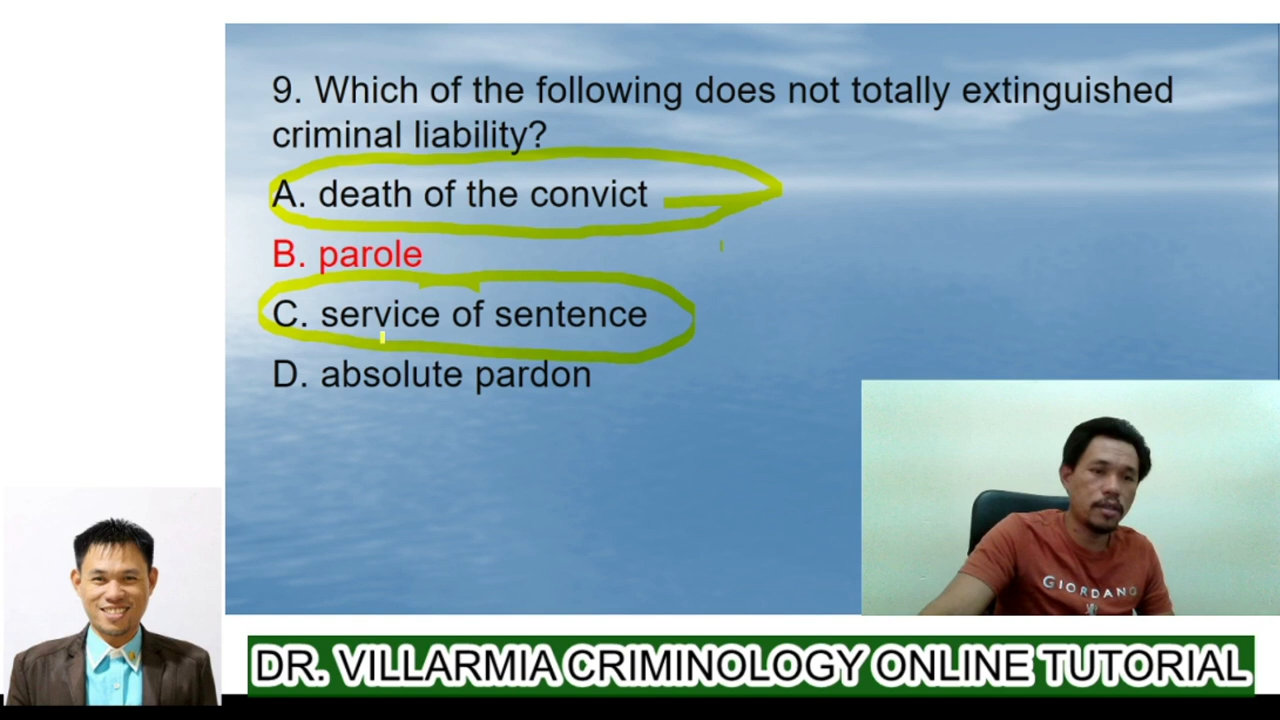 9. Which of the following does not totally extinguished
criminal liability?
A. death of the convict
B. parole
C. service of sentence
D. absolute pardon
GIORDANO
DR. VILLARMIA CRIMINOLOGY ONLINE TUTORIAL